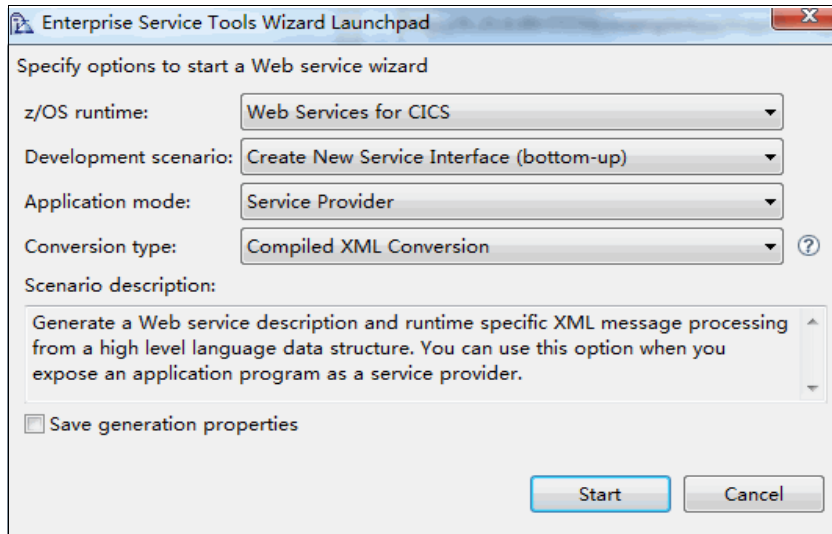 Enterprise Service Tools Wizard Launchpad
Specify options to start a Web service wizard
z/OS runtime: Web Services for CICS
Development scenario: Create New Service Interface (bottom-up)
Application mode: Service Provider
Conversion type: Compiled XML Conversion
Scenario description:
Generate a Web service description and runtime specific XML message processing
from a high level language data structure. You can use this option when you
expose an application program as a service provider.
Save generation properties
Start Cancel